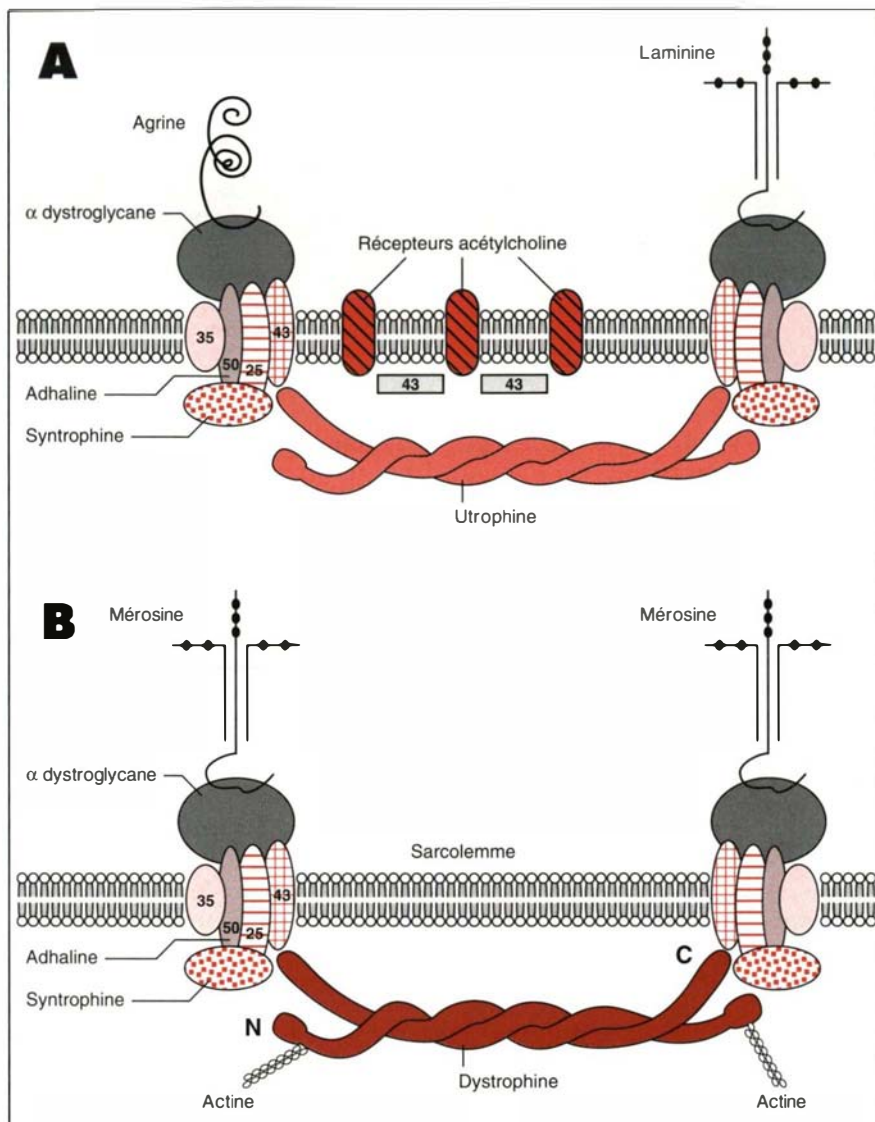 A
Laminine
Agrine
α dystroglycane
Récepteurs acétylcholine
35
43
50
25
Adhaline
43
43
Syntrophine
Utrophine
B
Mérosine
Mérosine
α dystroglycane
Sarcolemme
35
43
50
25
Adhaline
C
Syntrophine
N
Dystrophine
Actine
Actine